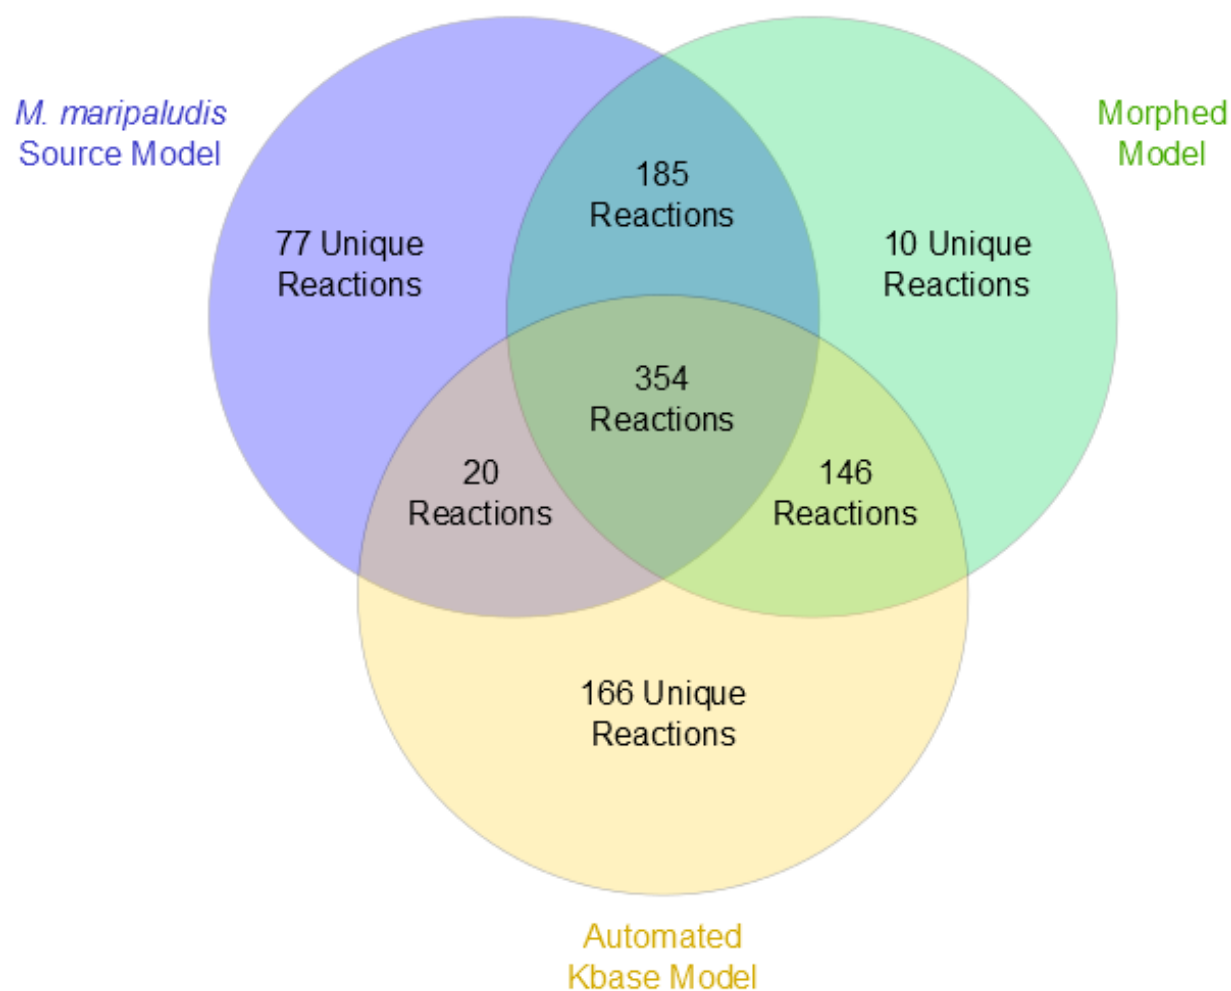 M. maripaludis
Source Model
Morphed
Model
185
Reactions
77 Unique
Reactions
10 Unique
Reactions
354
Reactions
20
Reactions
146
Reactions
166 Unique
Reactions
Automated
Kbase Model